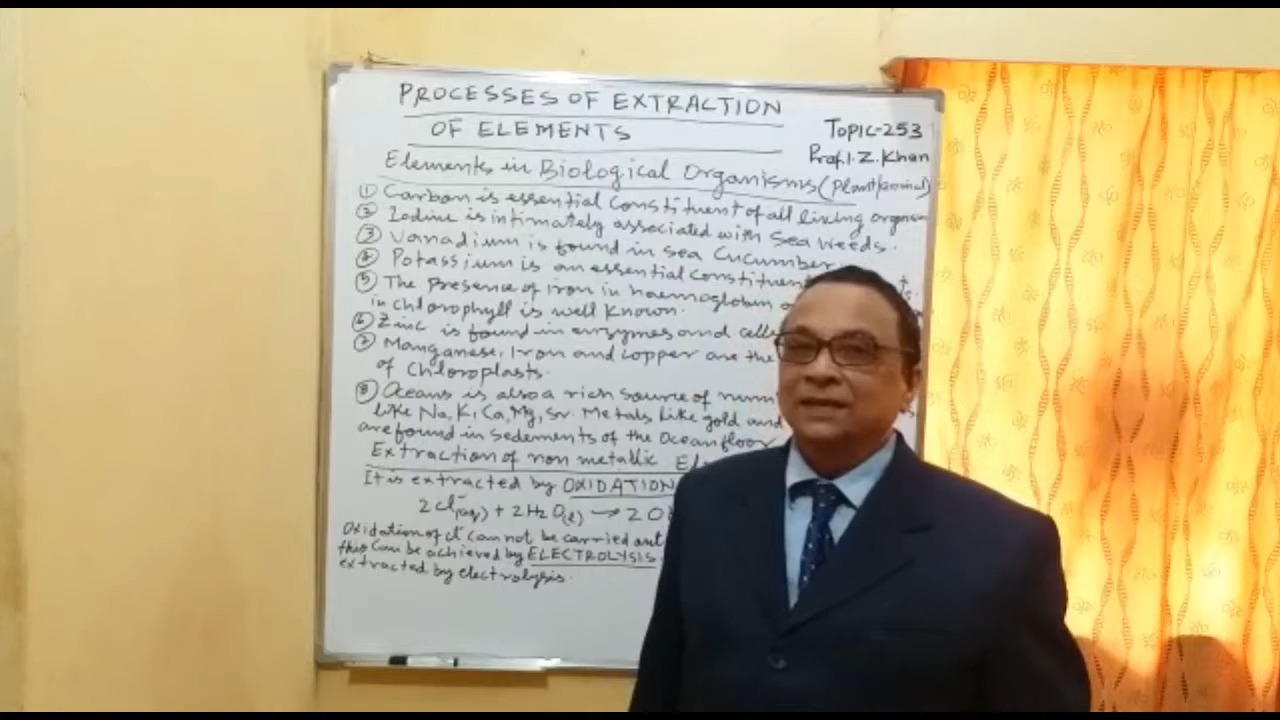 PROCESSES OF EXTRACTION
OF ELEMENTS
TOPIC-253
Prof.I.Z.Khan
Elements in Biological Organisms(Plant/animal)
① Carbon is essential Constituent of all living organism
② Iodine is intimately associated with Sea weeds.
③ Vanadium is found in sea Cucumber
④ Potassium is an essential Constituent
⑤ The presence of Iron in haemoglobin
in chlorophyll is well known.
⑥ Zinc is found in enzymes and cell
⑦ Manganese, Iron and copper are the
of Chloroplasts.
⑧ Oceans is also a rich source of num
like Na, K, Ca, Mg, Sr. Metals like gold and
are found in sedements of the Ocean floor
Extraction of non metallic El
It is extracted by OXIDATION
2Cl⁻(aq) + 2H2O(l) → 2O
Oxidation of Cl⁻ can not be carried out
this can be achieved by ELECTROLYSIS.
extracted by electrolysis.